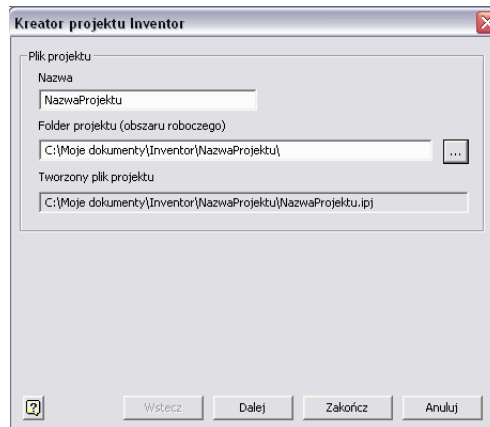 Kreator projektu Inventor
Plik projektu
Nazwa
NazwaProjektu
Folder projektu (obszaru roboczego)
C:\Moje dokumenty\Inventor\NazwaProjektu\
...
Tworzony plik projektu
C:\Moje dokumenty\Inventor\NazwaProjektu\NazwaProjektu.ipj
? Wstecz Dalej Zakończ Anuluj